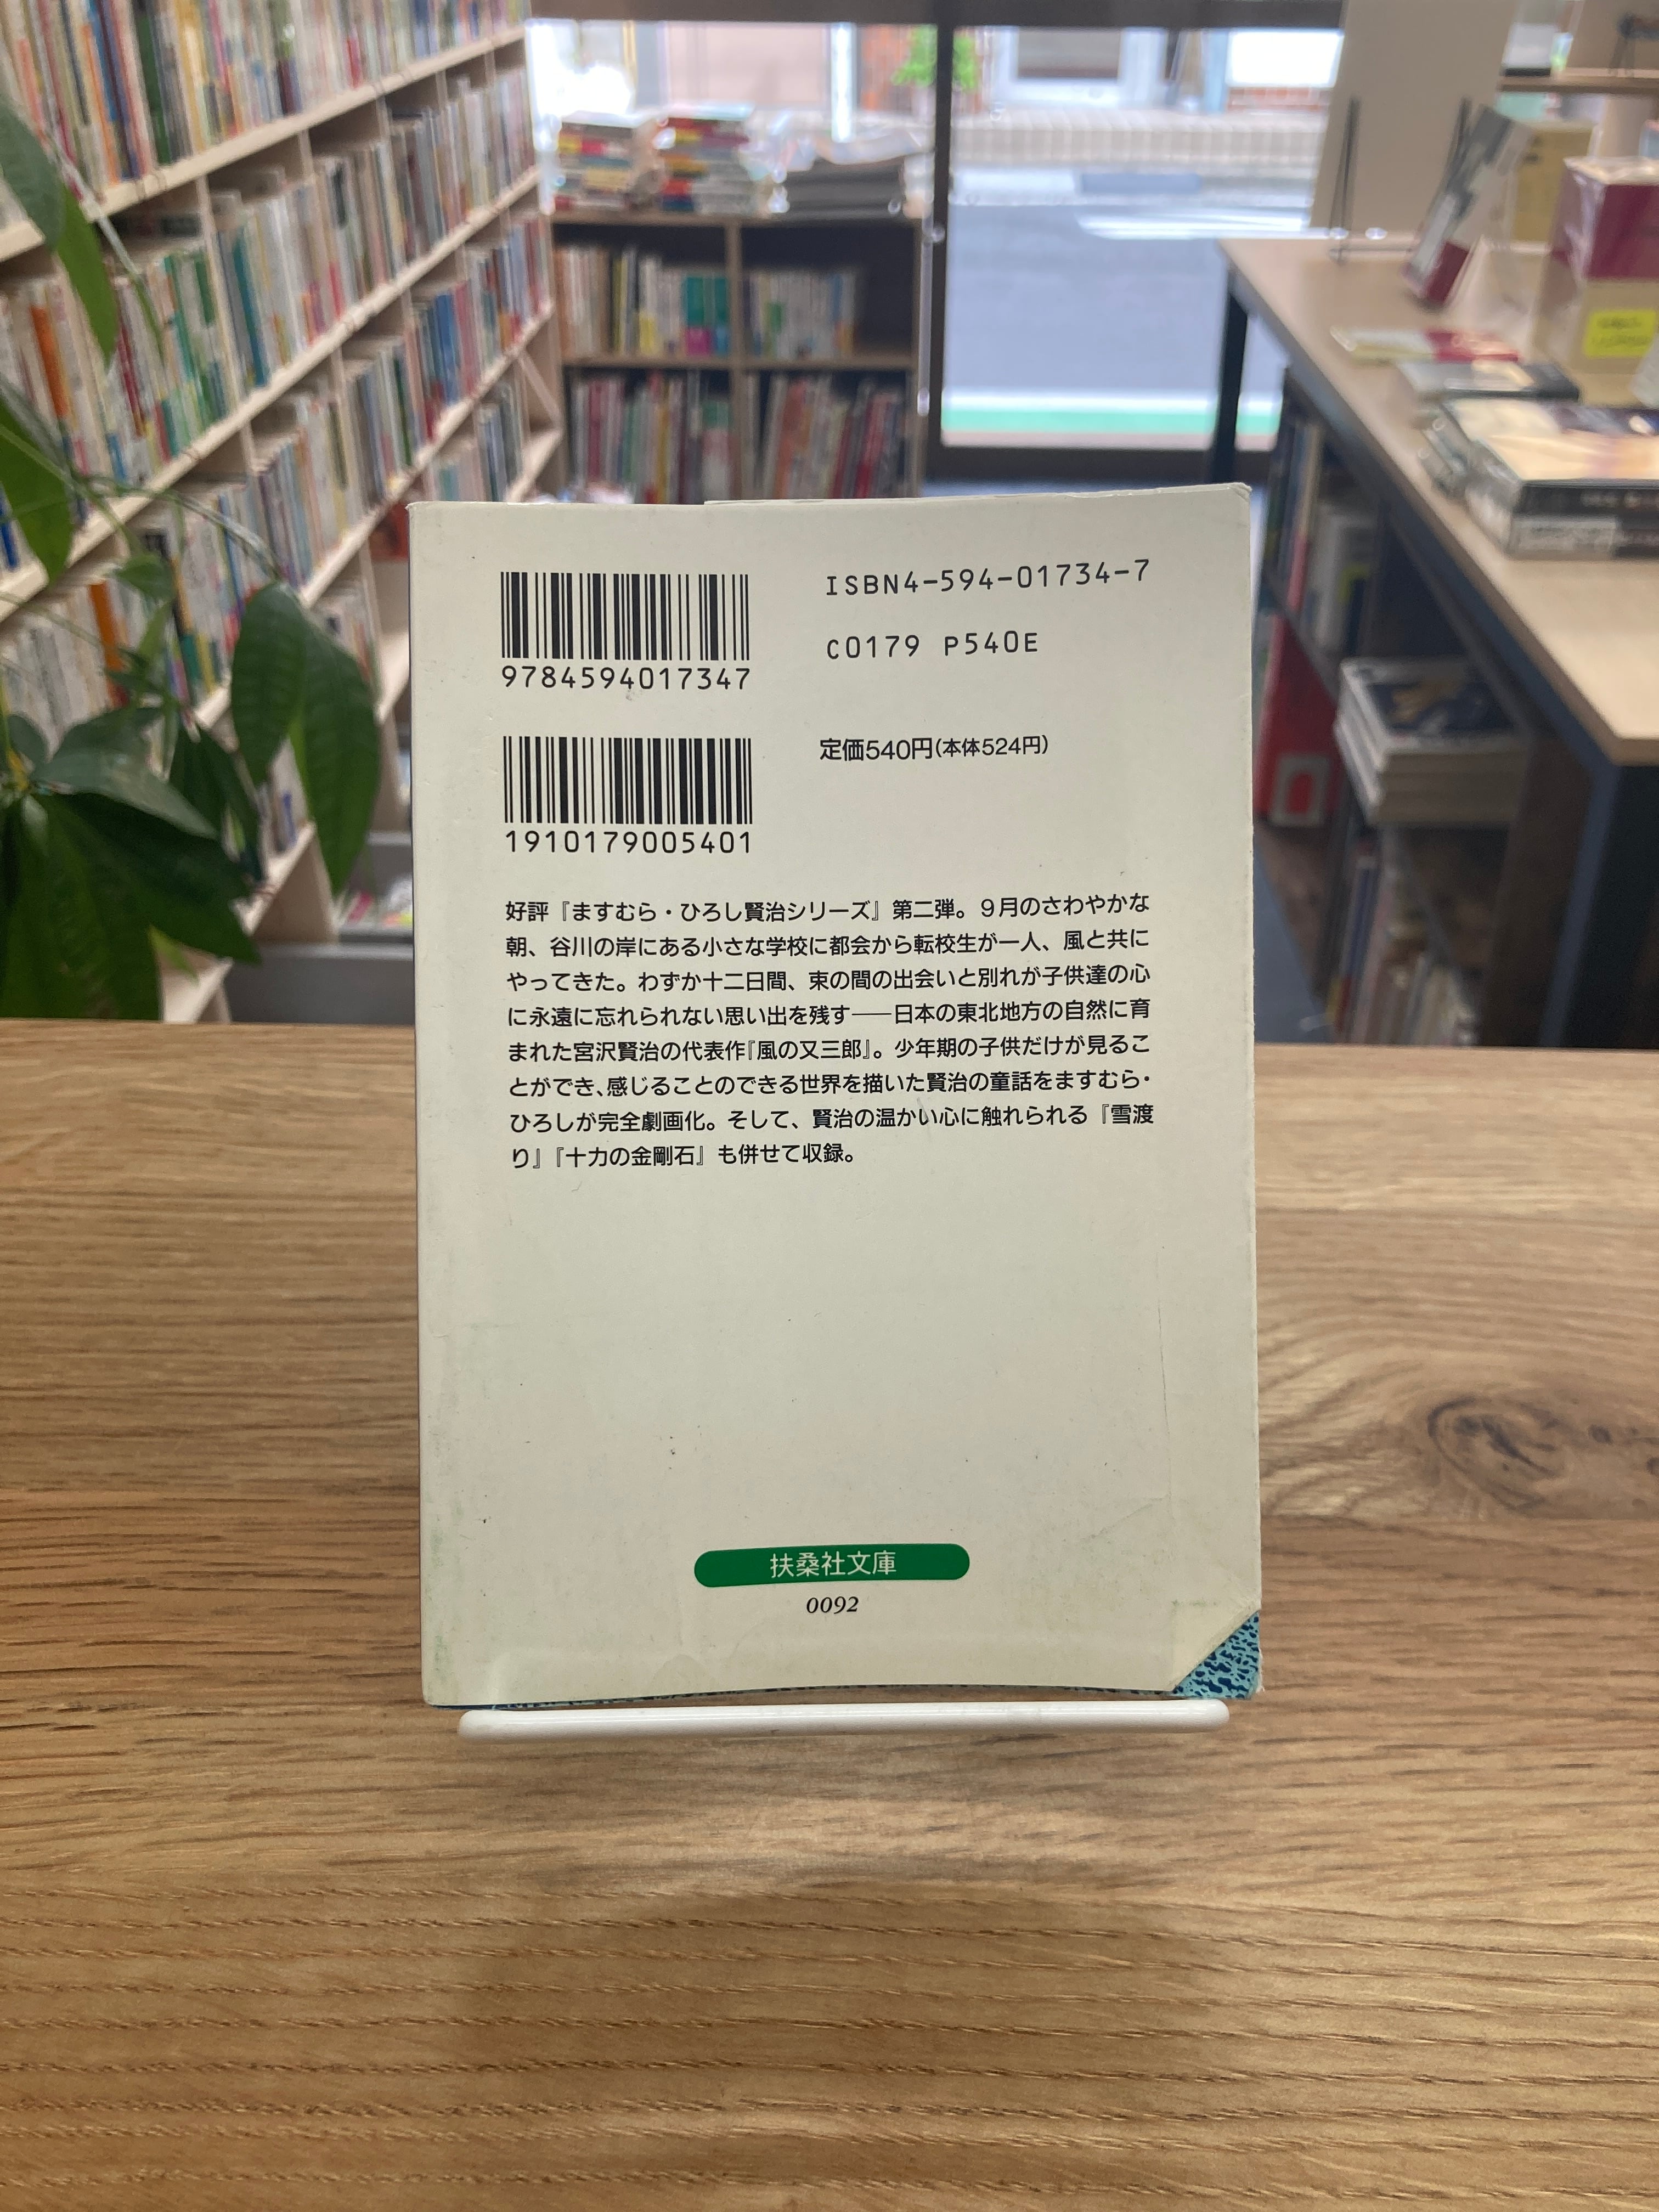 ISBN4-594-01734-7
C0179 P540E
9784594017347
定価540円(本体524円)
1910179005401
好評『ますむら・ひろし賢治シリーズ』第二弾。9月のさわやかな
朝、谷川の岸にある小さな学校に都会から転校生が一人、風と共に
やってきた。わずか十二日間、束の間の出会いと別れが子供達の心
に永遠に忘れられない思い出を残す――日本の東北地方の自然に育
まれた宮沢賢治の代表作『風の又三郎』。少年期の子供だけが見るこ
とができ、感じることのできる世界を描いた賢治の童話をますむら・
ひろしが完全劇画化。そして、賢治の温かい心に触れられる『雪渡
り』『十力の金剛石』も併せて収録。
扶桑社文庫
0092